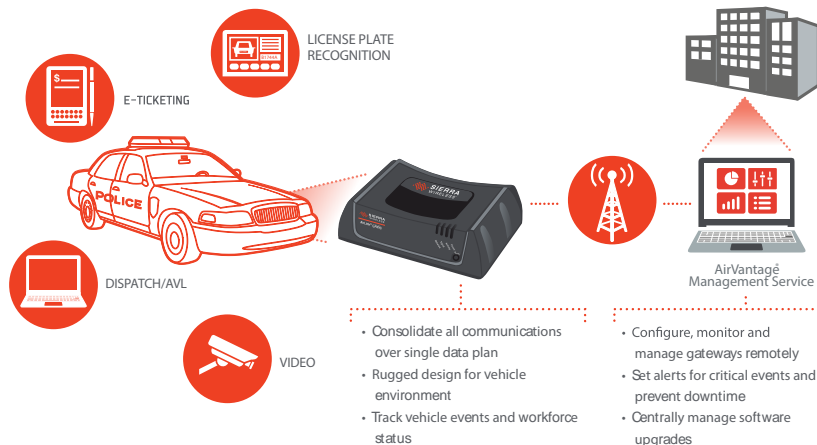 LICENSE PLATE
RECOGNITION
E-TICKETING
POLICE
SIERRA
WIRELESS
SIERRA
DISPATCH/AVL
VIDEO
AirVantage®
Management Service
• Consolidate all communications
over single data plan
• Rugged design for vehicle
environment
• Track vehicle events and workforce
status
• Configure, monitor and
manage gateways remotely
• Set alerts for critical events and
prevent downtime
• Centrally manage software
upgrades